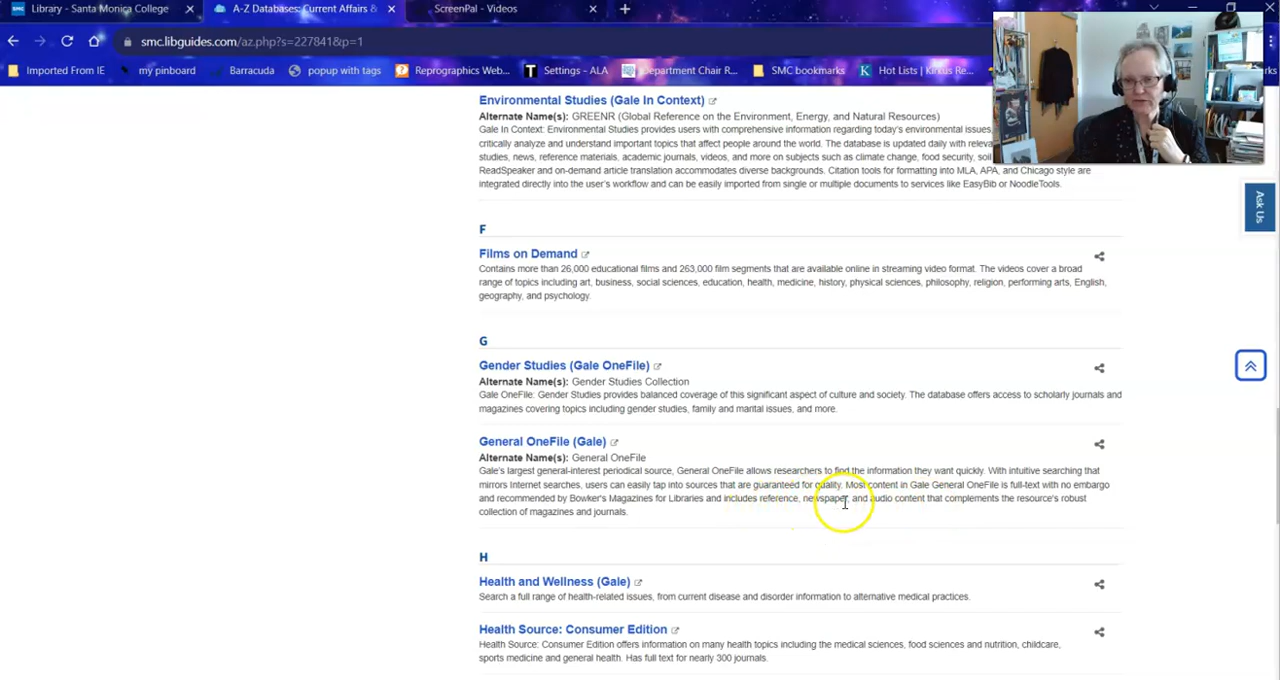 Library - Santa Monica College
A-Z Databases: Current Affairs &
ScreenPal - Videos
smc.libguides.com/az.php?s=227841&p=1
Imported From IE
my pinboard
Barracuda
popup with tags
Reprographics Web...
Settings - ALA
Department Chair R...
SMC bookmarks
Hot Lists | Kirkus Re...
Environmental Studies (Gale In Context)
Alternate Name(s): GREENR (Global Reference on the Environment, Energy, and Natural Resources)
Gale In Context: Environmental Studies provides users with comprehensive information regarding today's environmental issues,
critically analyze and understand important topics that affect people around the world. The database is updated daily with releva
studies, news, reference materials, academic journals, videos, and more on subjects such as climate change, food security, soil
ReadSpeaker and on-demand article translation accommodates diverse backgrounds. Citation tools for formatting into MLA, APA, and Chicago style are
integrated directly into the user's workflow and can be easily imported from single or multiple documents to services like EasyBib or NoodleTools.
Ask Us
F
Films on Demand
Contains more than 26,000 educational films and 263,000 film segments that are available online in streaming video format. The videos cover a broad
range of topics including art, business, social sciences, education, health, medicine, history, physical sciences, philosophy, religion, performing arts, English,
geography, and psychology.
G
Gender Studies (Gale OneFile)
Alternate Name(s): Gender Studies Collection
Gale OneFile: Gender Studies provides balanced coverage of this significant aspect of culture and society. The database offers access to scholarly journals and
magazines covering topics including gender studies, family and marital issues, and more.
General OneFile (Gale)
Alternate Name(s): General OneFile
Gale's largest general-interest periodical source, General OneFile allows researchers to find the information they want quickly. With intuitive searching that
mirrors Internet searches, users can easily tap into sources that are guaranteed for quality. Most content in Gale General OneFile is full-text with no embargo
and recommended by Bowker's Magazines for Libraries and includes reference, newspaper, and audio content that complements the resource's robust
collection of magazines and journals.
H
Health and Wellness (Gale)
Search a full range of health-related issues, from current disease and disorder information to alternative medical practices.
Health Source: Consumer Edition
Health Source: Consumer Edition offers information on many health topics including the medical sciences, food sciences and nutrition, childcare,
sports medicine and general health. Has full text for nearly 300 journals.